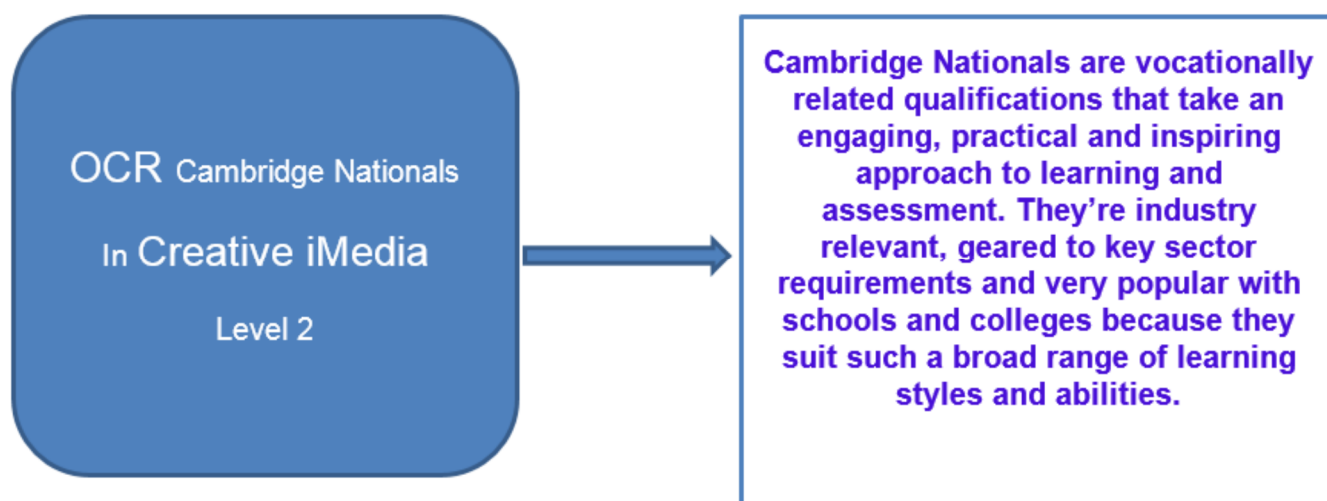 OCR Cambridge Nationals
In Creative iMedia
Level 2
Cambridge Nationals are vocationally
related qualifications that take an
engaging, practical and inspiring
approach to learning and
assessment. They’re industry
relevant, geared to key sector
requirements and very popular with
schools and colleges because they
suit such a broad range of learning
styles and abilities.